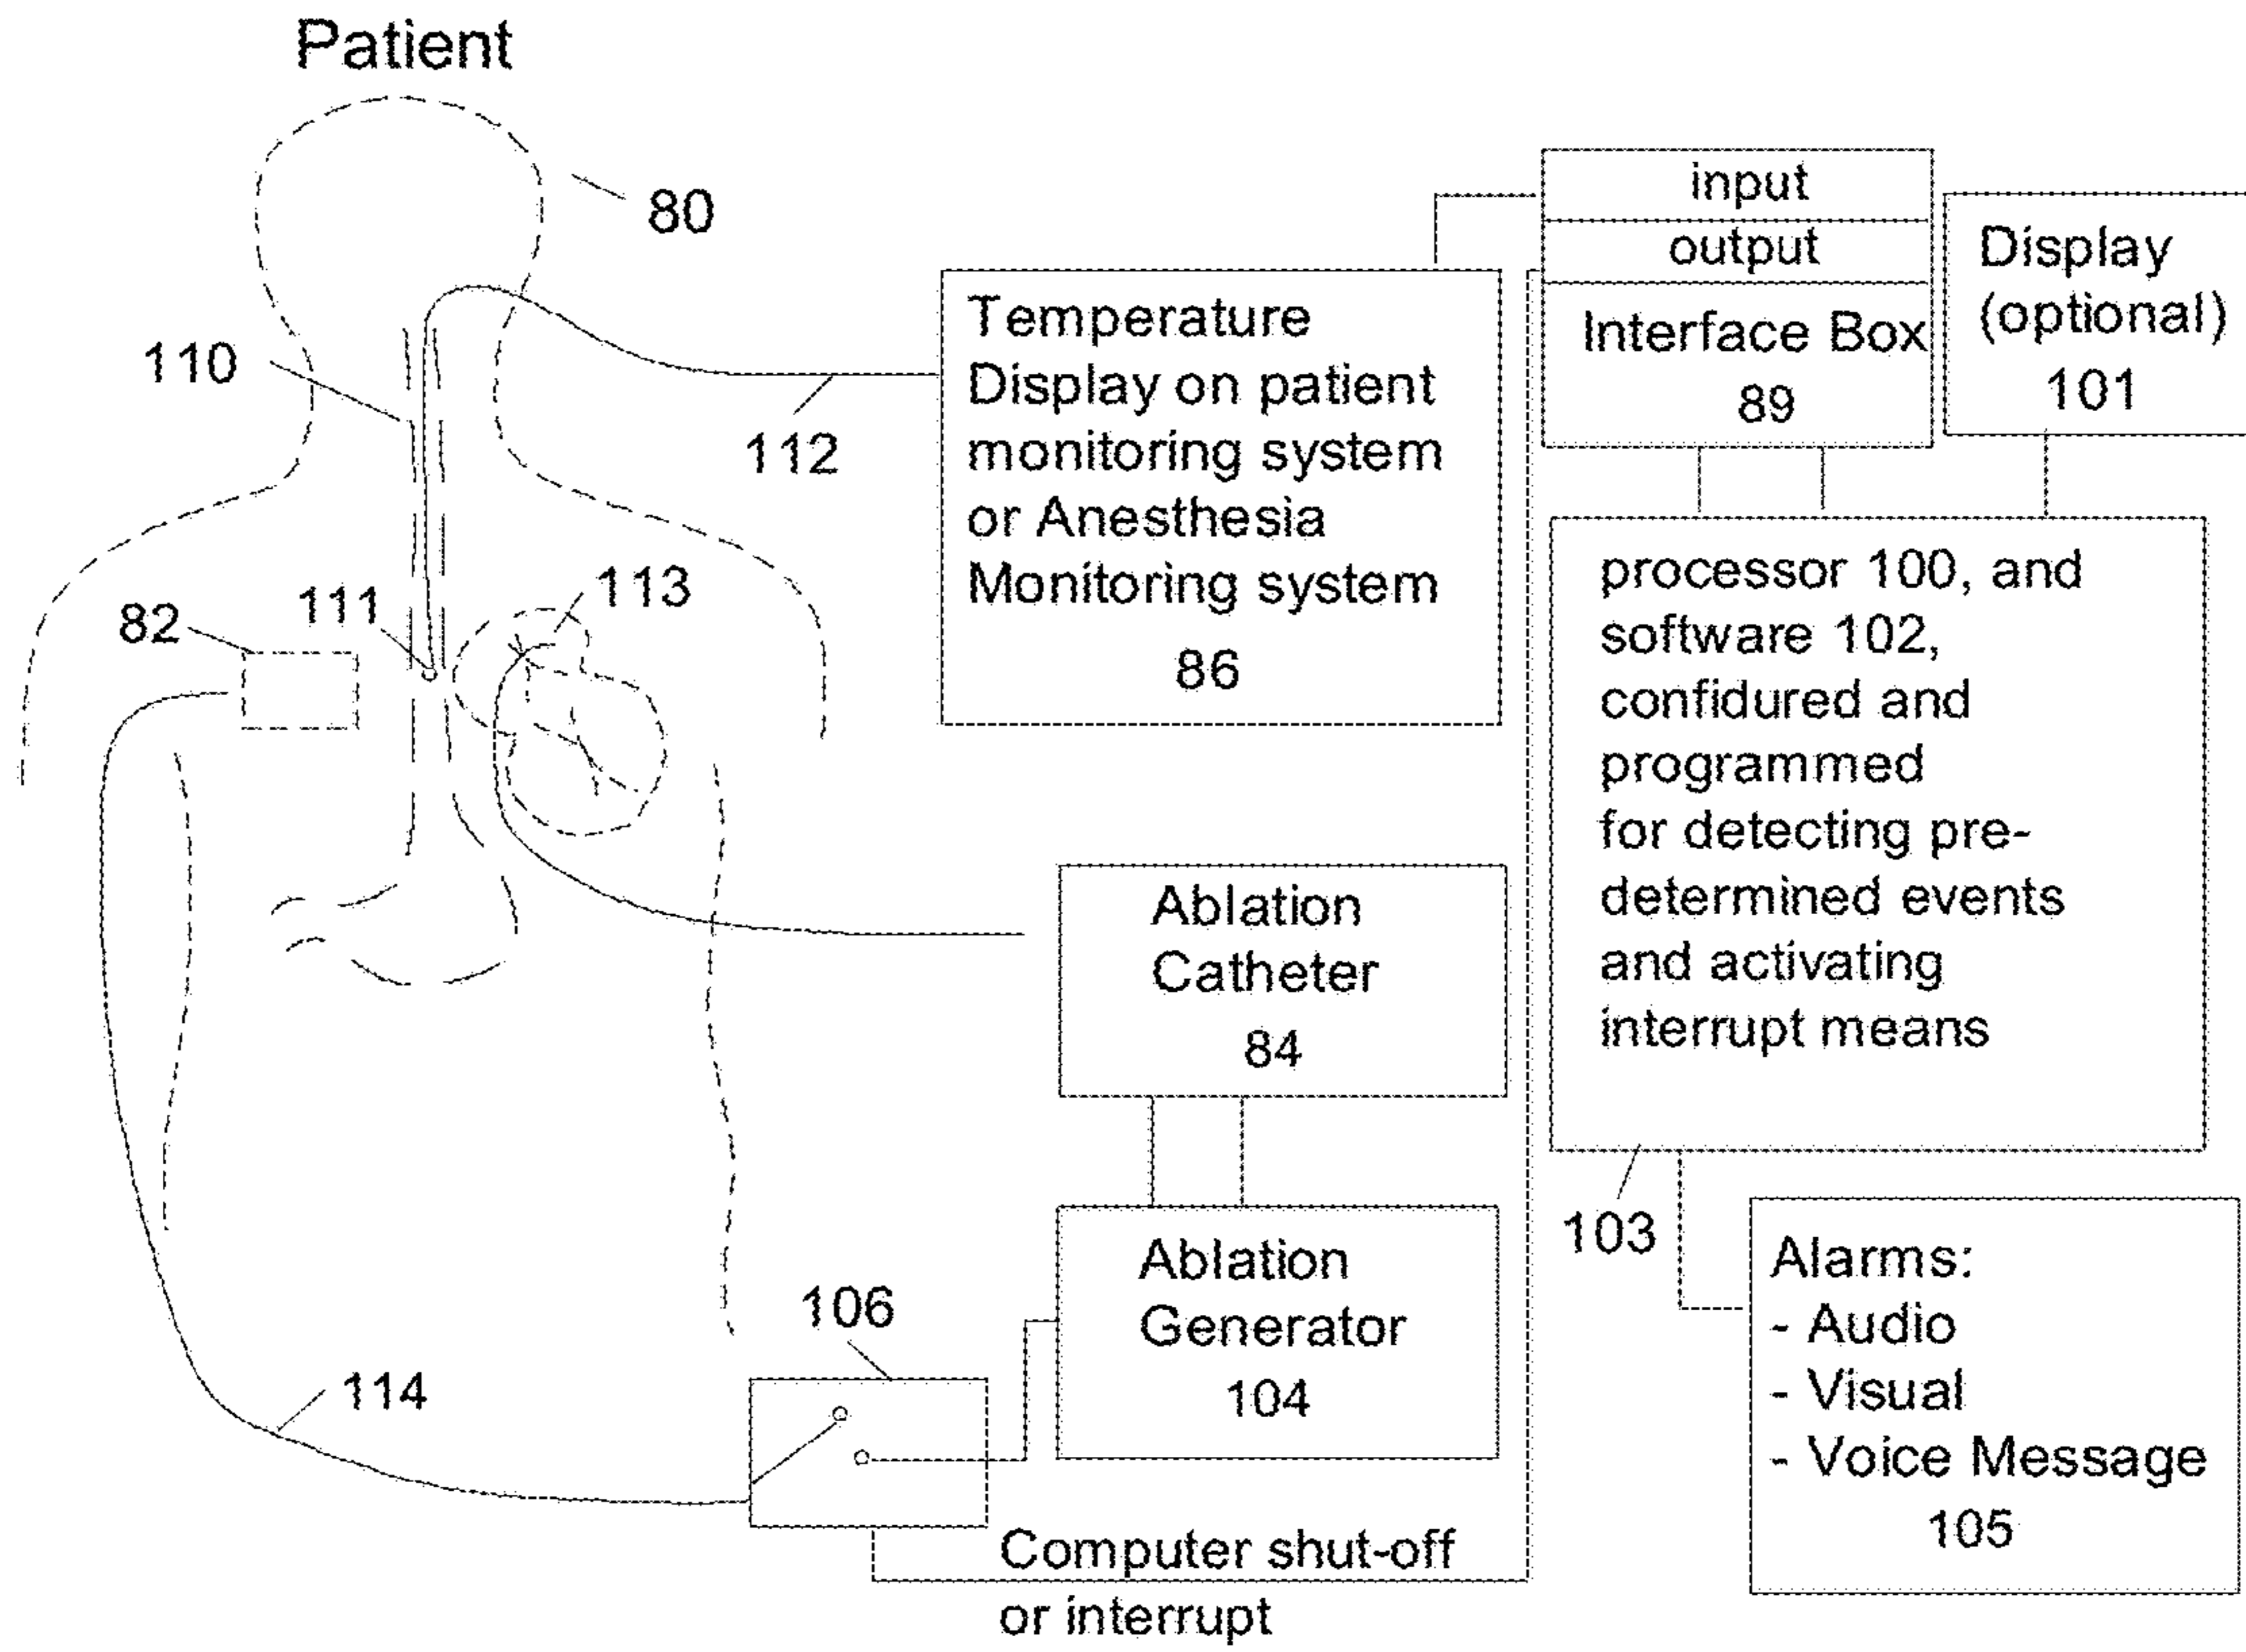 Patient
80
110
112
111
113
82
114
106
Temperature
Display on patient
monitoring system
or Anesthesia
Monitoring system
86
input
output
Interface Box
89
Display
(optional)
101
processor 100, and
software 102,
confidured and
programmed
for detecting pre-
determined events
and activating
interrupt means
103
Ablation
Catheter
84
Ablation
Generator
104
Computer shut-off
or interrupt
Alarms:
- Audio
- Visual
- Voice Message
105